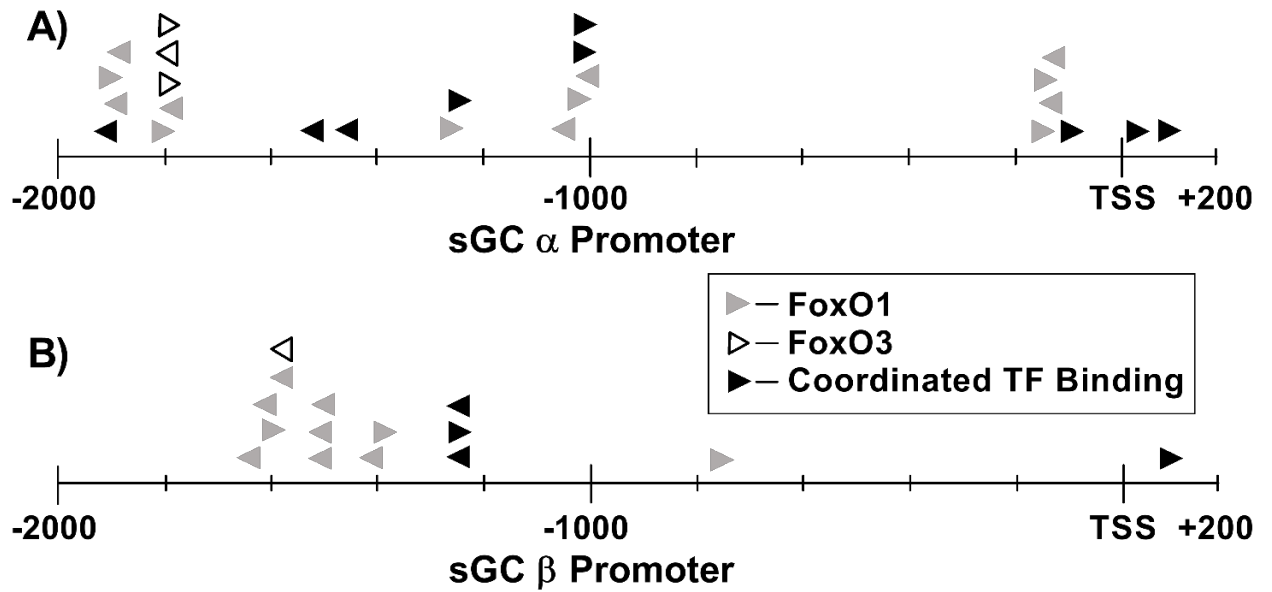 A)
-2000 -1000 TSS +200
sGC α Promoter
— FoxO1
— FoxO3
— Coordinated TF Binding
B)
-2000 -1000 TSS +200
sGC β Promoter